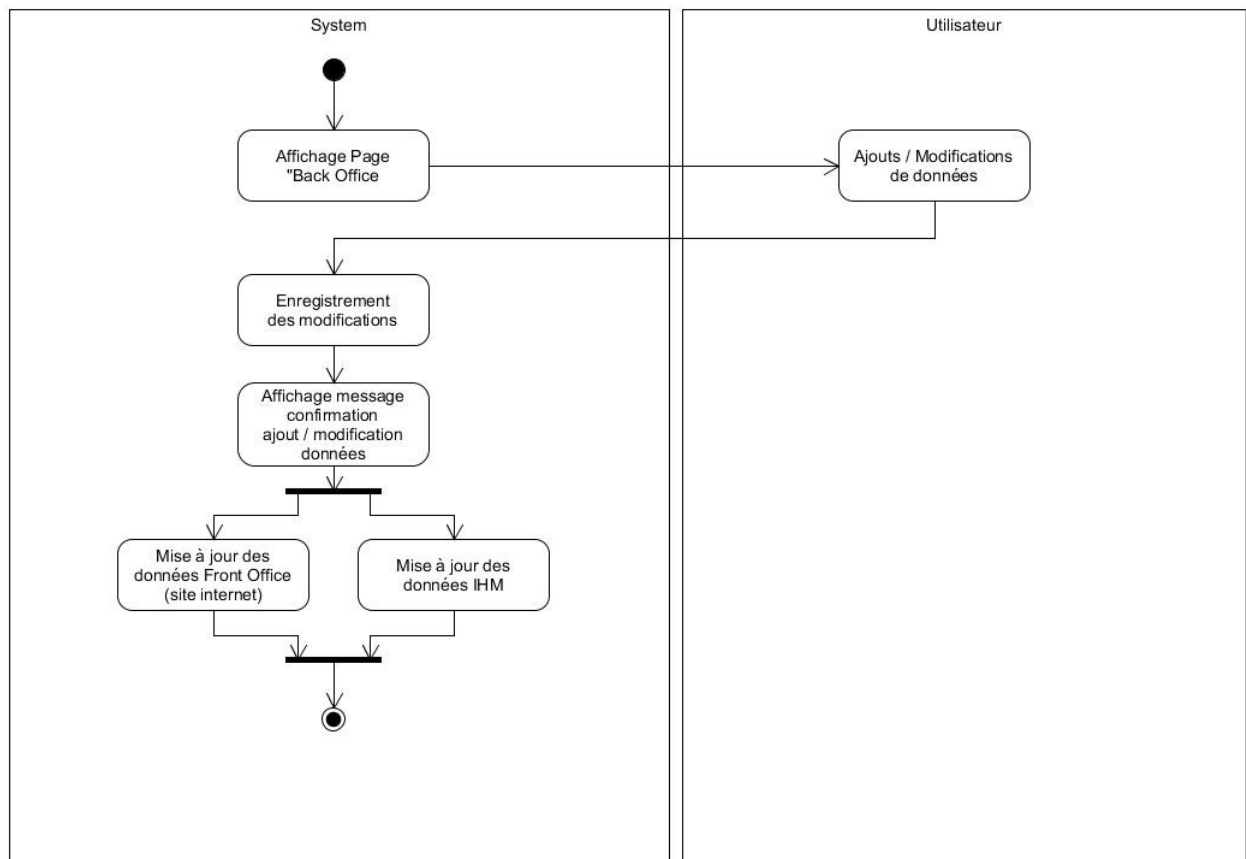 System
Utilisateur
Affichage Page
"Back Office
Ajouts / Modifications
de données
Enregistrement
des modifications
Affichage message
confirmation
ajout / modification
données
Mise à jour des
données Front Office
(site internet)
Mise à jour des
données IHM